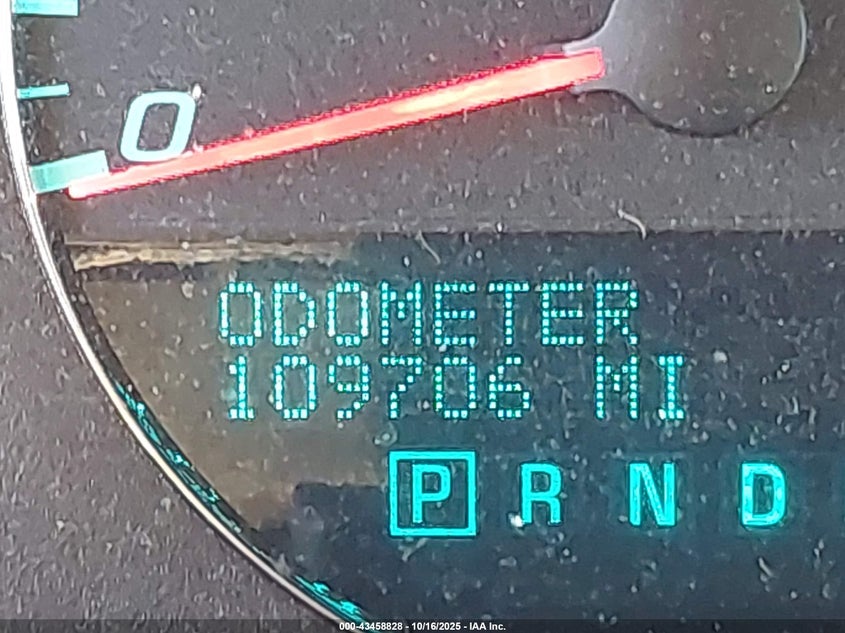 0
ODOMETER
109706 MI
P R N D
000-43458828 - 10/16/2025 - IAA Inc.